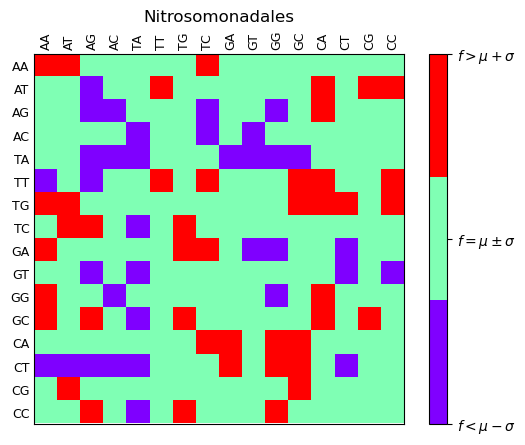 Nitrosomonadales
AA AT AG AC TA TT TG TC GA GT GG GC CA CT CG CC
AA
AT
AG
AC
TA
TT
TG
TC
GA
GT
GG
GC
CA
CT
CG
CC
f > μ + σ
f = μ ± σ
f < μ − σ